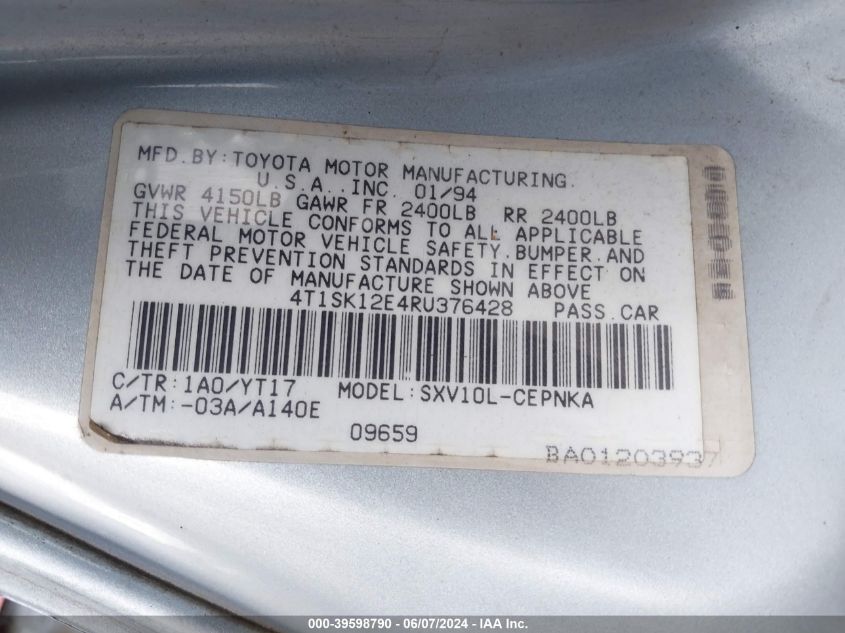 MFD.BY:TOYOTA MOTOR MANUFACTURING.
U.S.A.,INC. 01/94
GVWR 4150LB GAWR FR 2400LB RR 2400LB
THIS VEHICLE CONFORMS TO ALL APPLICABLE
FEDERAL MOTOR VEHICLE SAFETY,BUMPER,AND
THEFT PREVENTION STANDARDS IN EFFECT ON
THE DATE OF MANUFACTURE SHOWN ABOVE
4T1SK12E4RU376428 PASS.CAR
C/TR:1A0/YT17 MODEL:SXV10L-CEPNKA
A/TM:-03A/A140E
09659
BA01203937
000-39598790 - 06/07/2024 - IAA Inc.